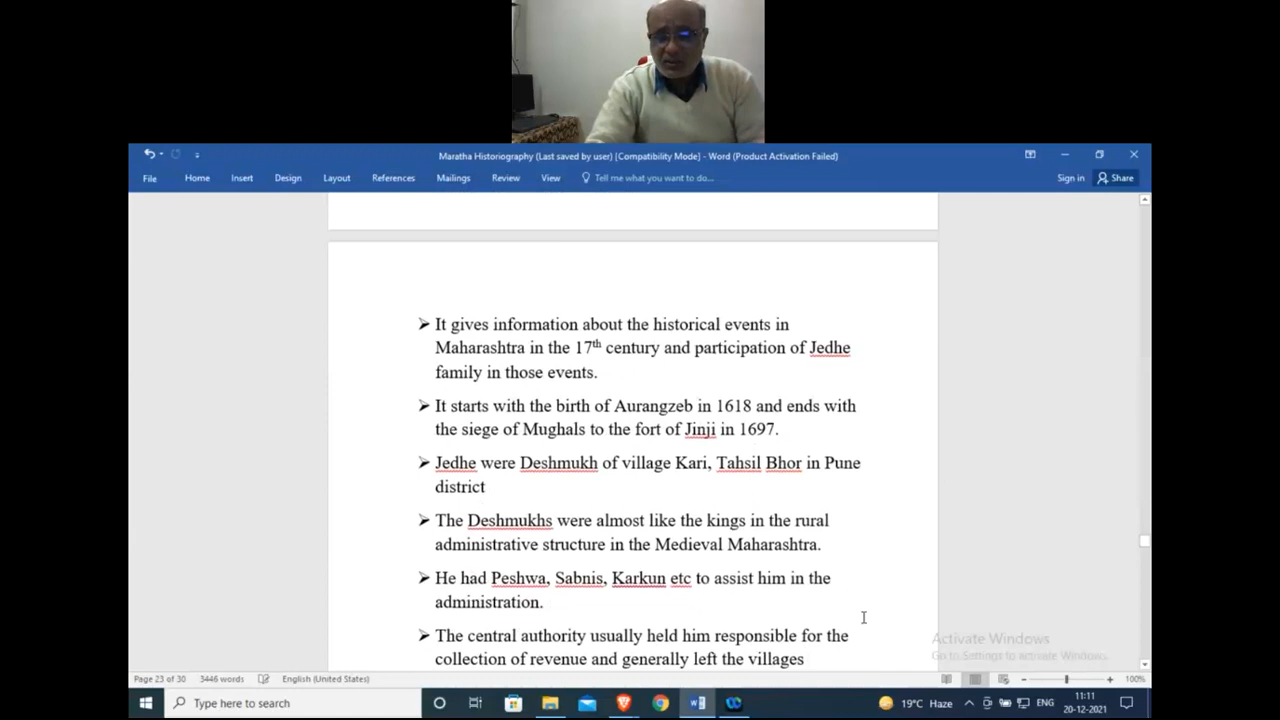 Maratha Historiography (Last saved by user) [Compatibility Mode] - Word (Product Activation Failed)
File Home Insert Design Layout References Mailings Review View Tell me what you want to do... Sign in Share
It gives information about the historical events in
Maharashtra in the 17th century and participation of Jedhe
family in those events.
It starts with the birth of Aurangzeb in 1618 and ends with
the siege of Mughals to the fort of Jinji in 1697.
Jedhe were Deshmukh of village Kari, Tahsil Bhor in Pune
district
The Deshmukhs were almost like the kings in the rural
administrative structure in the Medieval Maharashtra.
He had Peshwa, Sabnis, Karkun etc to assist him in the
administration.
The central authority usually held him responsible for the
collection of revenue and generally left the villages
Activate Windows
Go to Settings to activate Windows.
Page 23 of 30 3446 words English (United States) 100%
Type here to search 19°C Haze ENG 11:11
20-12-2021